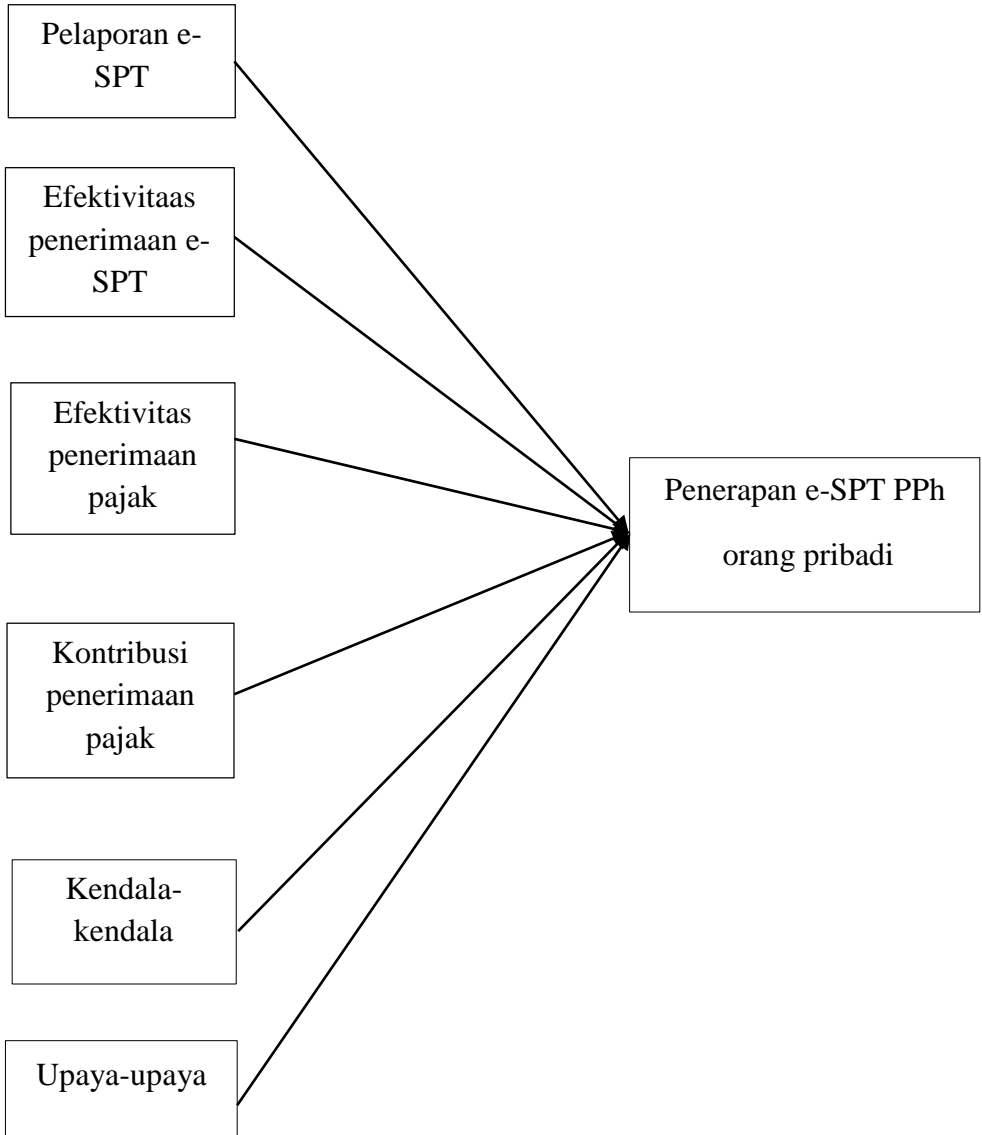 Pelaporan e-
SPT
Efektivitaas
penerimaan e-
SPT
Efektivitas
penerimaan
pajak
Penerapan e-SPT PPh
orang pribadi
Kontribusi
penerimaan
pajak
Kendala-
kendala
Upaya-upaya